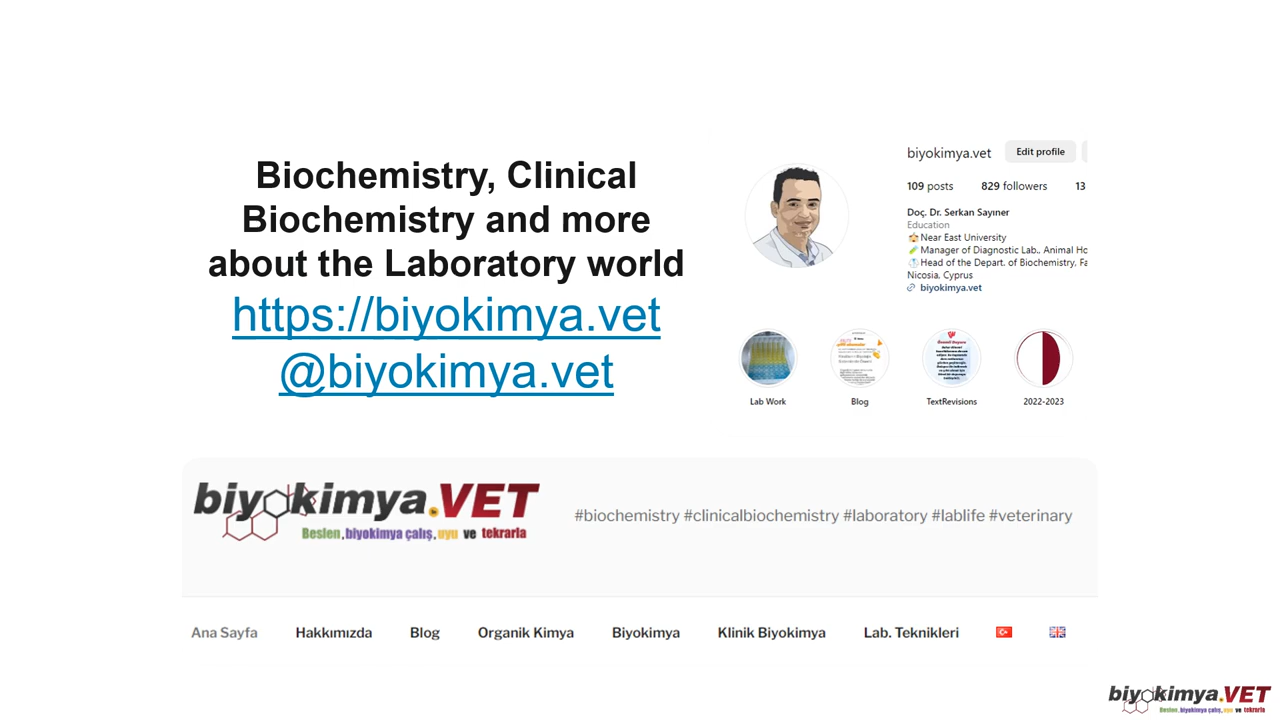 Biochemistry, Clinical
Biochemistry and more
about the Laboratory world
https://biyokimya.vet
@biyokimya.vet
biyokimya.vet
Edit profile
109 posts 829 followers 13
Doç. Dr. Serkan Sayıner
Education
Near East University
Manager of Diagnostic Lab., Animal Ho
Head of the Depart. of Biochemistry, Fa
Nicosia, Cyprus
biyokimya.vet
Lab Work
Blog
TextRevisions
2022-2023
biyokimya.VET
Beslen, biyokimya çalış, uyu ve tekrarla
#biochemistry #clinicalbiochemistry #laboratory #lablife #veterinary
Ana Sayfa Hakkımızda Blog Organik Kimya Biyokimya Klinik Biyokimya Lab. Teknikleri
biyokimya.VET
Beslen, biyokimya çalış, uyu ve tekrarla